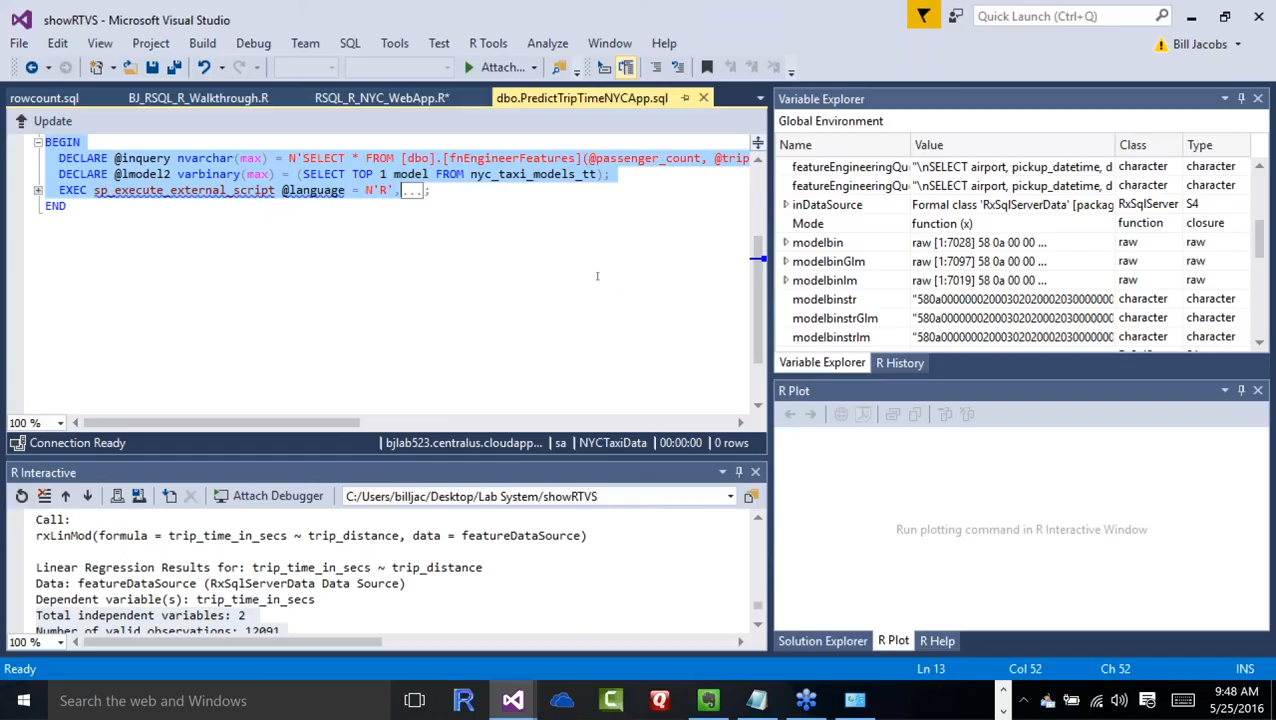 showRTVS - Microsoft Visual Studio
Quick Launch (Ctrl+Q)
File Edit View Project Build Debug Team SQL Tools Test R Tools Analyze Window Help
Bill Jacobs
Attach...
rowcount.sql BJ_RSQL_R_Walkthrough.R RSQL_R_NYC_WebApp.R* dbo.PredictTripTimeNYCApp.sql
Update
BEGIN
DECLARE @inquery nvarchar(max) = N'SELECT * FROM [dbo].[fnEngineerFeatures](@passenger_count, @trip
DECLARE @lmodel2 varbinary(max) = (SELECT TOP 1 model FROM nyc_taxi_models_tt);
EXEC sp_execute_external_script @language = N'R',...;
END
100 %
Connection Ready bjlab523.centralus.cloudapp... sa NYCTaxiData 00:00:00 0 rows
R Interactive
Attach Debugger C:/Users/billjac/Desktop/Lab System/showRTVS
Call:
rxLinMod(formula = trip_time_in_secs ~ trip_distance, data = featureDataSource)
Linear Regression Results for: trip_time_in_secs ~ trip_distance
Data: featureDataSource (RxSqlServerData Data Source)
Dependent variable(s): trip_time_in_secs
Total independent variables: 2
Number of valid observations: 12091
100 %
Variable Explorer
Global Environment
Name Value Class Type
featureEngineeringQu "\nSELECT airport, pickup_datetime, d character character
featureEngineeringQu "\nSELECT airport, pickup_datetime, d character character
inDataSource Formal class 'RxSqlServerData' [packag RxSqlServer S4
Mode function (x) function closure
modelbin raw [1:7028] 58 0a 00 00 ... raw raw
modelbinGlm raw [1:7097] 58 0a 00 00 ... raw raw
modelbinlm raw [1:7019] 58 0a 00 00 ... raw raw
modelbinstr "580a0000000200030202000203000000 character character
modelbinstrGlm "580a0000000200030202000203000000 character character
modelbinstrlm "580a0000000200030202000203000000 character character
Variable Explorer R History
R Plot
Run plotting command in R Interactive Window
Solution Explorer R Plot R Help
Ready Ln 13 Col 52 Ch 52 INS
Search the web and Windows
9:48 AM
5/25/2016